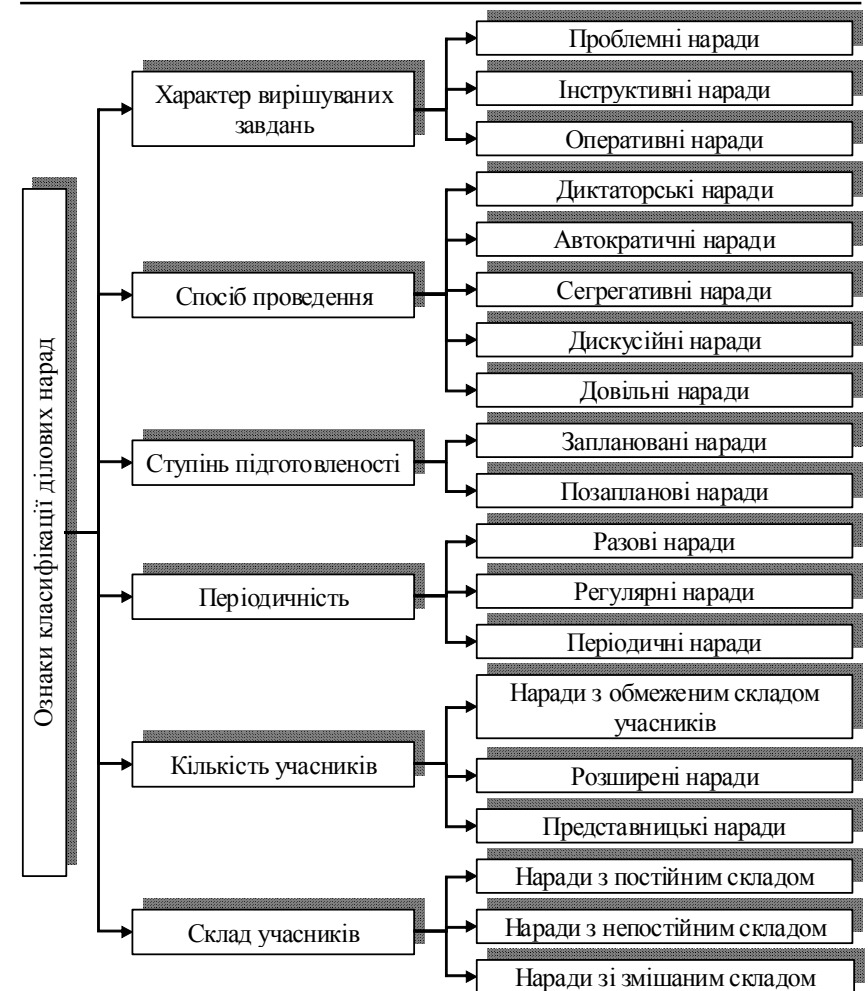 Ознаки класифікації ділових нарад
Характер вирішуваних
завдань
Проблемні наради
Інструктивні наради
Оперативні наради
Спосіб проведення
Диктаторські наради
Автократичні наради
Сегрегативні наради
Дискусійні наради
Довільні наради
Ступінь підготовленості
Заплановані наради
Позапланові наради
Періодичність
Разові наради
Регулярні наради
Періодичні наради
Кількість учасників
Наради з обмеженим складом
учасників
Розширені наради
Представницькі наради
Склад учасників
Наради з постійним складом
Наради з непостійним складом
Наради зі змішаним складом